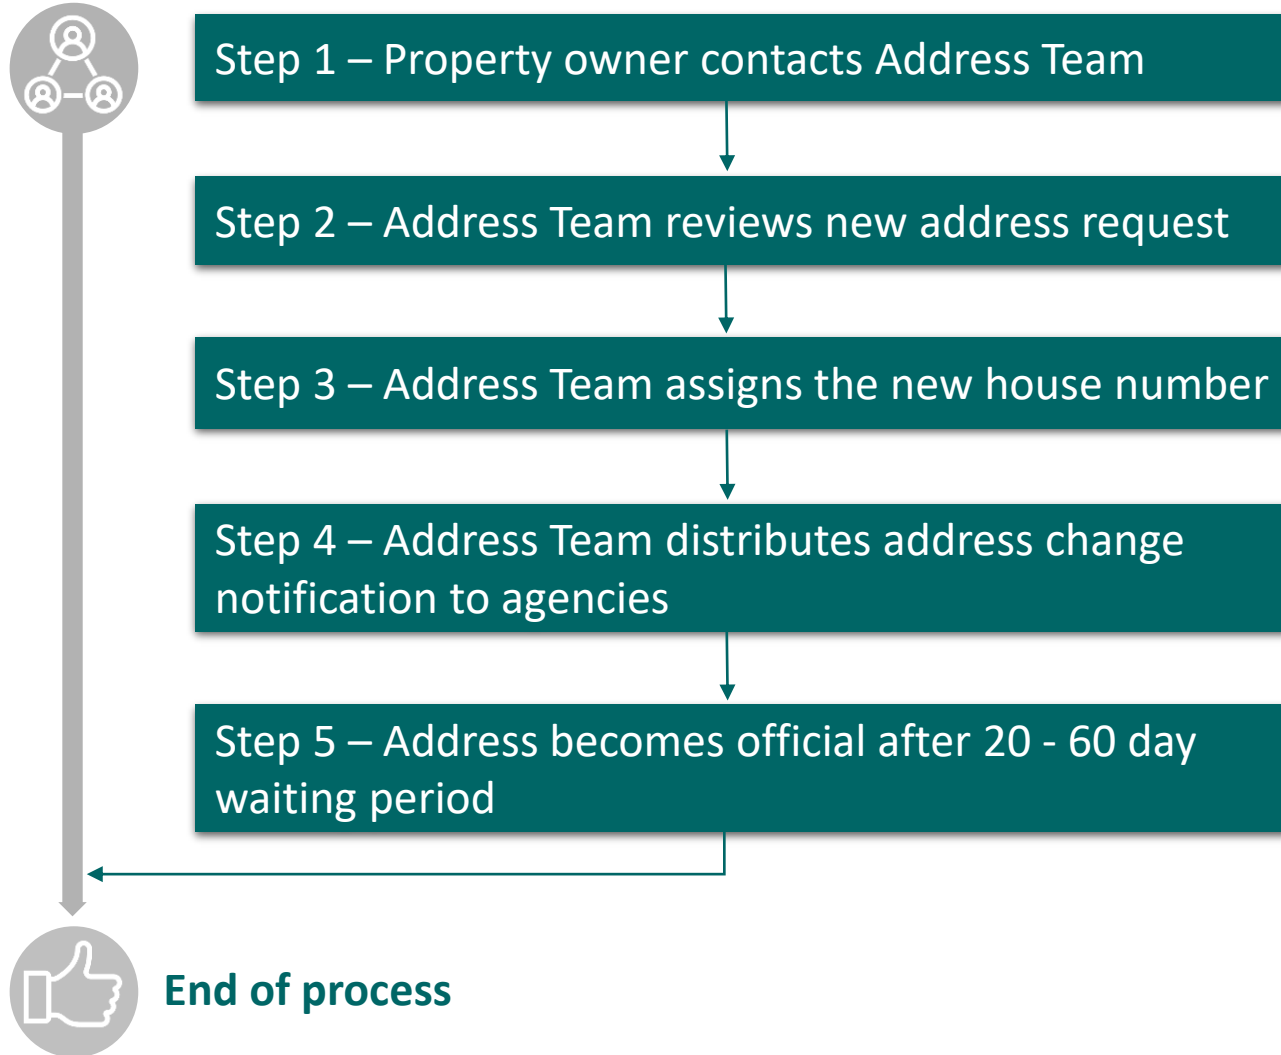 Step 1 – Property owner contacts Address Team
Step 2 – Address Team reviews new address request
Step 3 – Address Team assigns the new house number
Step 4 – Address Team distributes address change
notification to agencies
Step 5 – Address becomes official after 20 - 60 day
waiting period
End of process